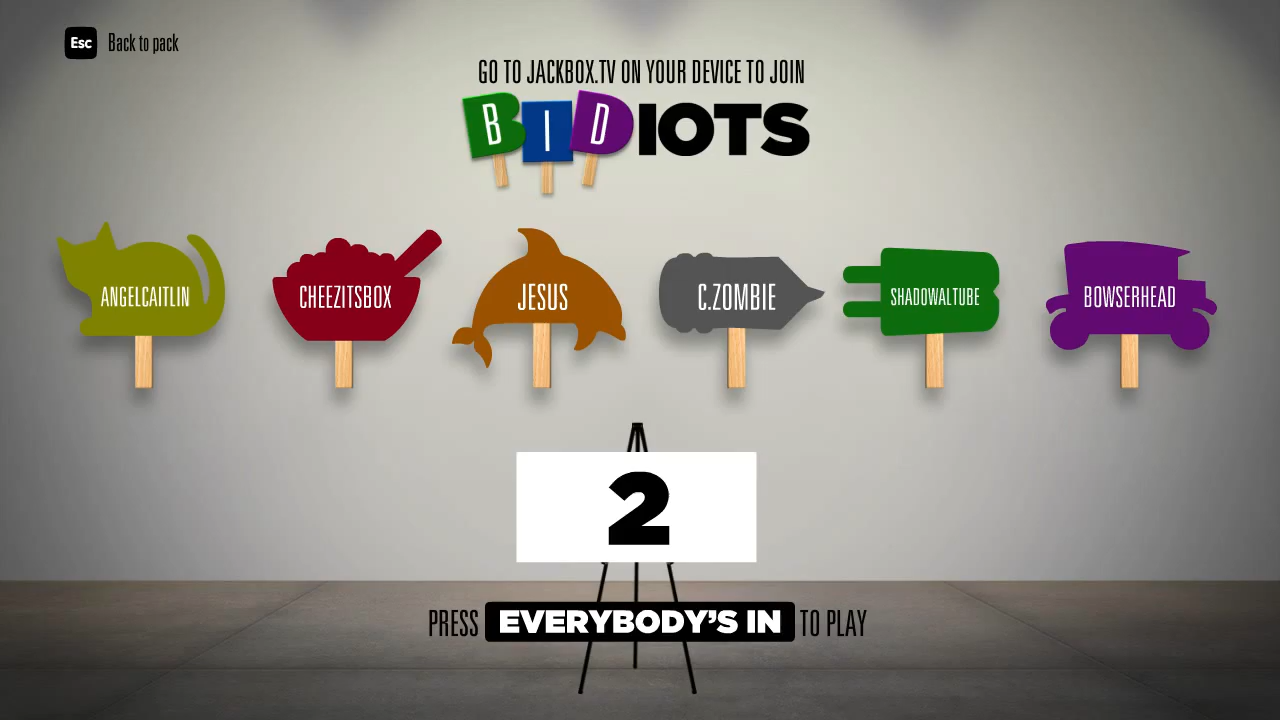 Esc Back to pack
GO TO JACKBOX.TV ON YOUR DEVICE TO JOIN
BIDIOTS
ANGELCAITLIN
CHEEZITSBOX
JESUS
C.ZOMBIE
SHADOWALTUBE
BOWSERHEAD
2
PRESS EVERYBODY'S IN TO PLAY